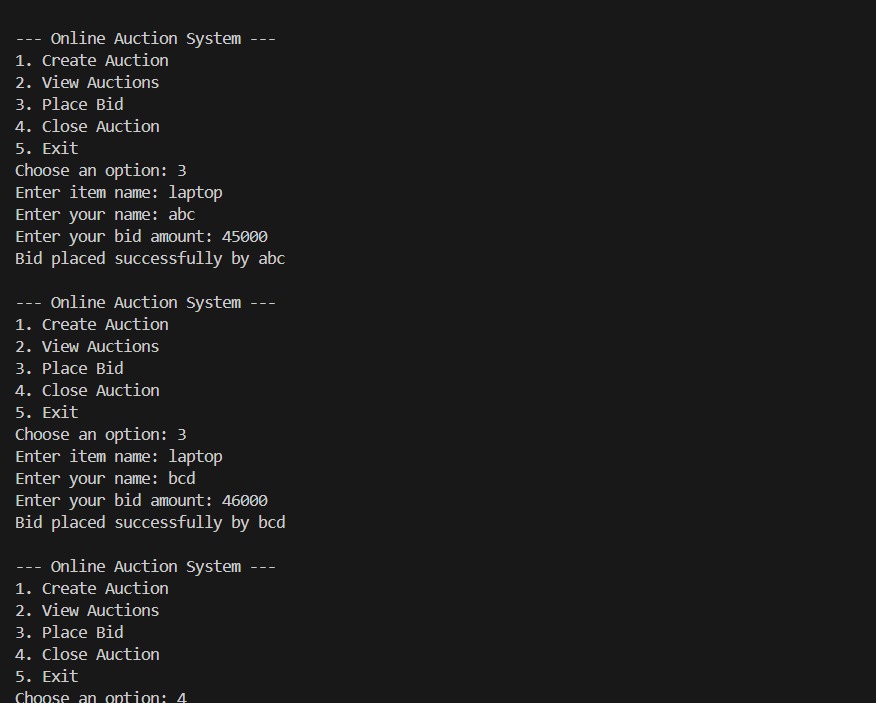 --- Online Auction System ---
1. Create Auction
2. View Auctions
3. Place Bid
4. Close Auction
5. Exit
Choose an option: 3
Enter item name: laptop
Enter your name: abc
Enter your bid amount: 45000
Bid placed successfully by abc
--- Online Auction System ---
1. Create Auction
2. View Auctions
3. Place Bid
4. Close Auction
5. Exit
Choose an option: 3
Enter item name: laptop
Enter your name: bcd
Enter your bid amount: 46000
Bid placed successfully by bcd
--- Online Auction System ---
1. Create Auction
2. View Auctions
3. Place Bid
4. Close Auction
5. Exit
Choose an option: 4